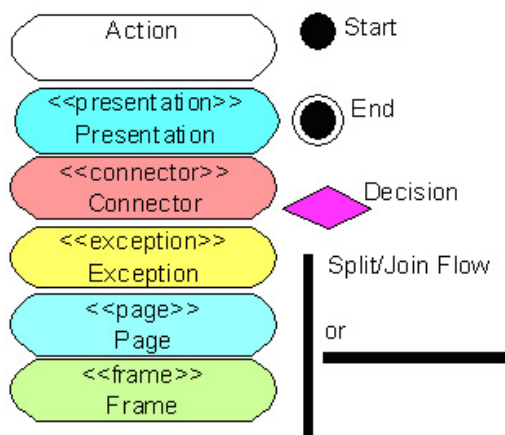 Action
<<presentation>>
Presentation
<<connector>>
Connector
<<exception>>
Exception
<<page>>
Page
<<frame>>
Frame
Start
End
Decision
Split/Join Flow
or